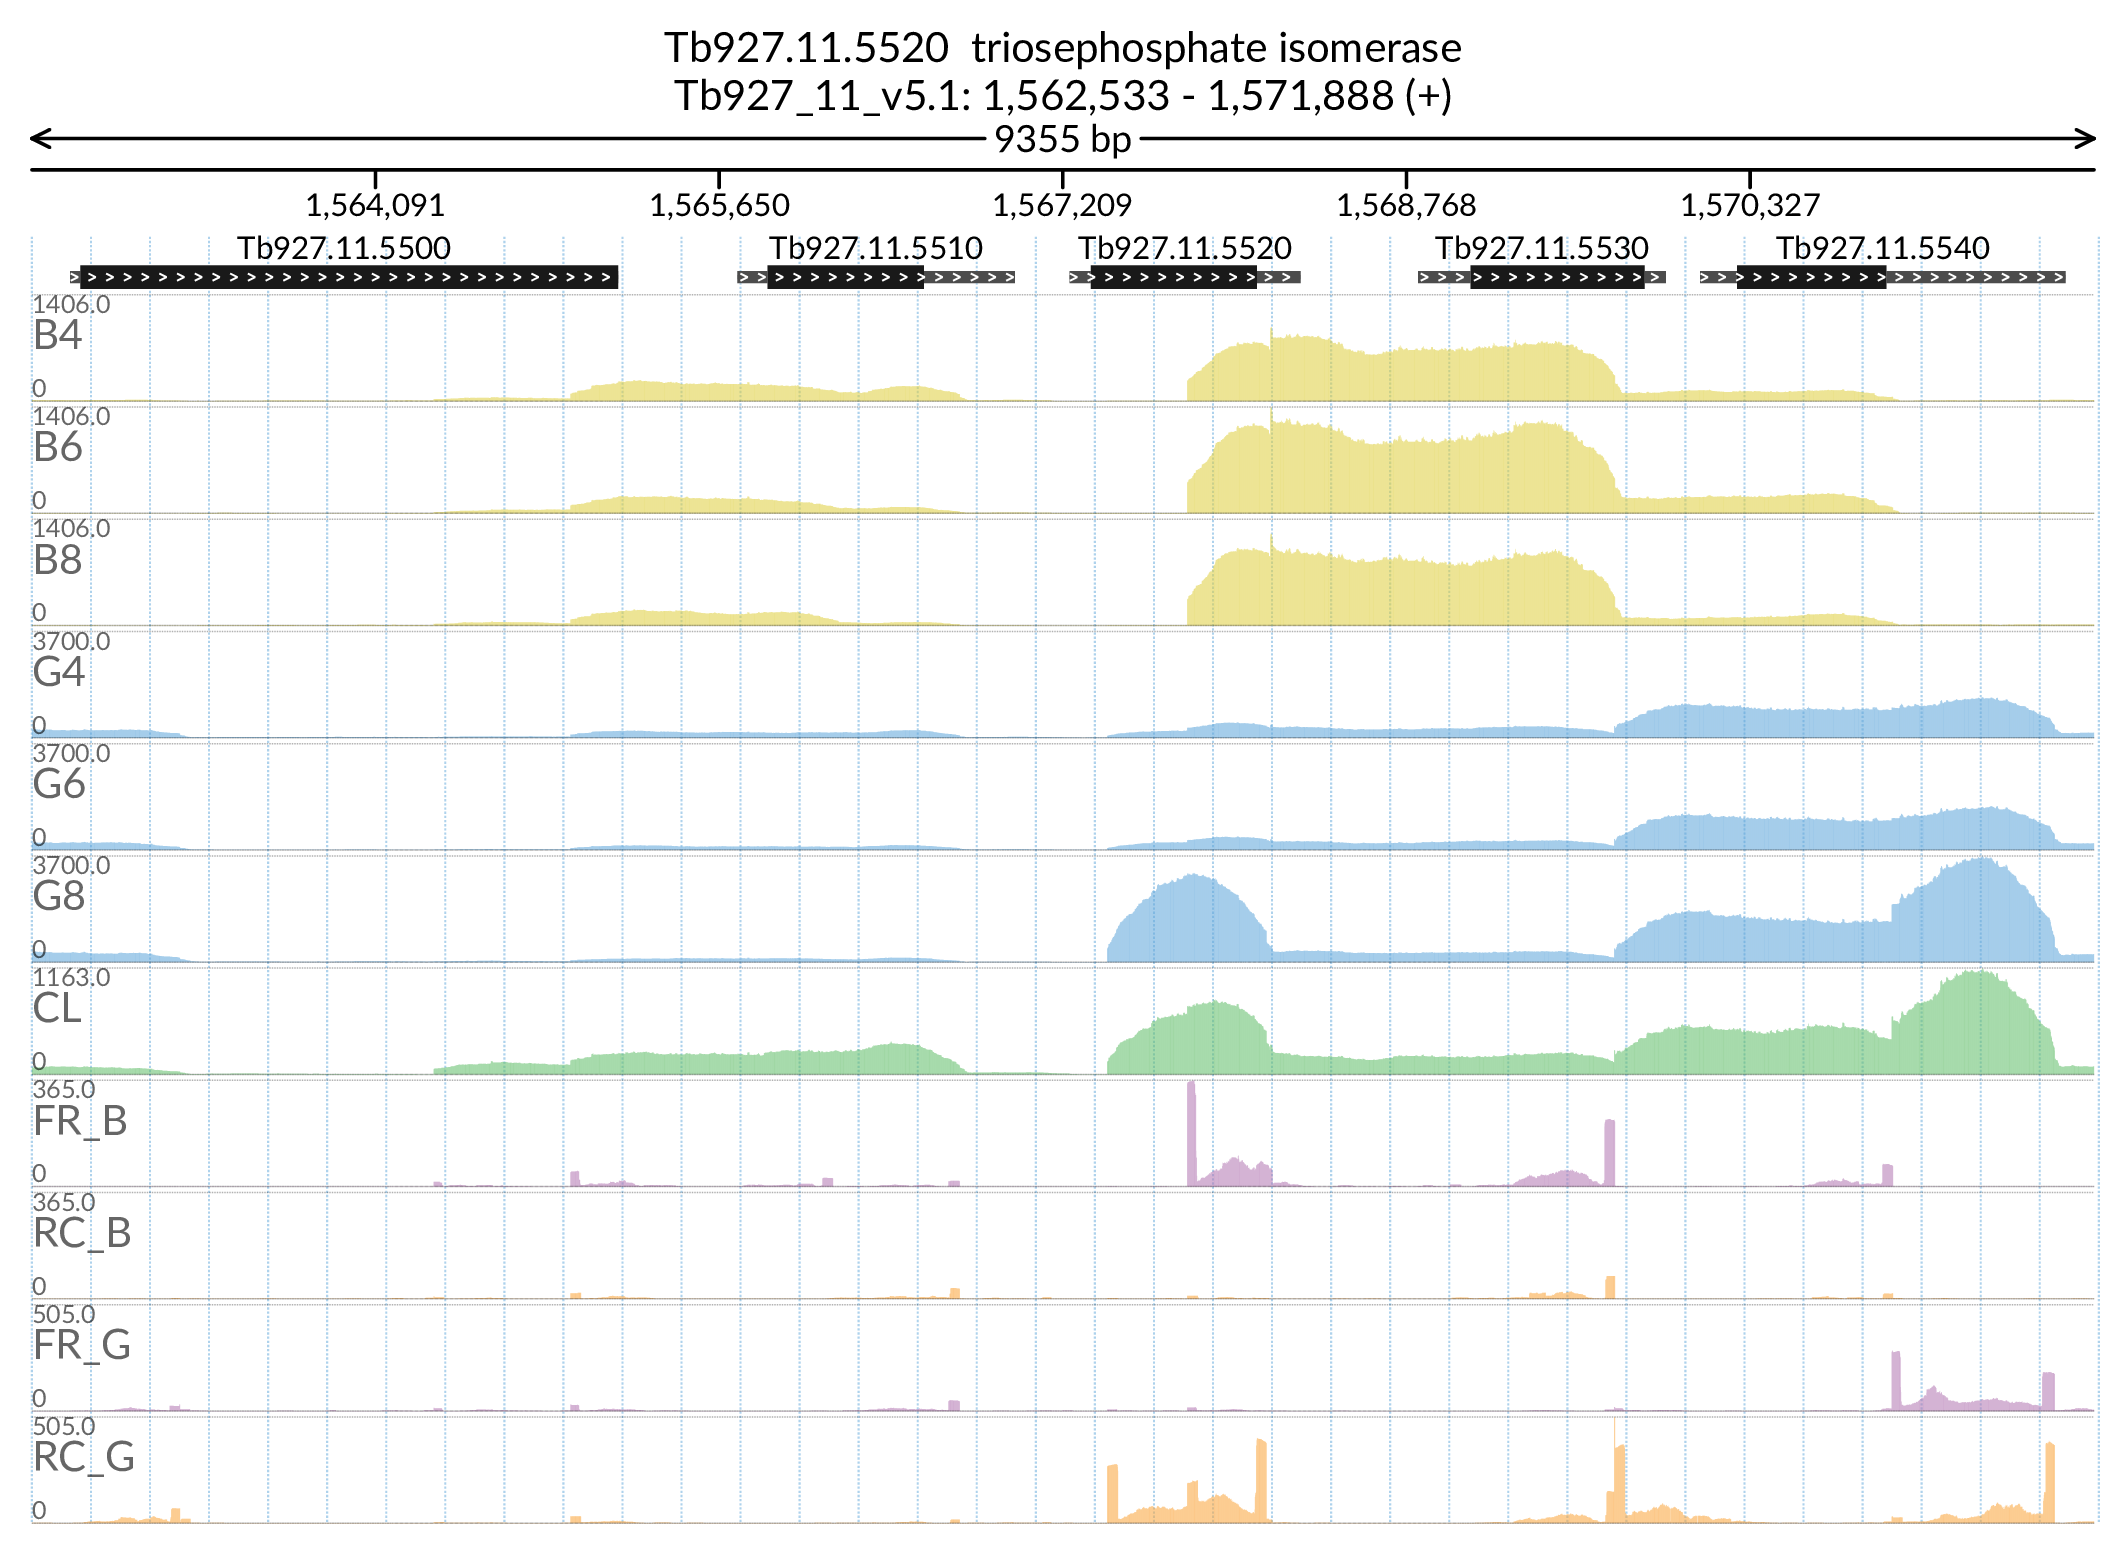 Tb927.11.5520 triosephosphate isomerase
Tb927_11_v5.1: 1,562,533 - 1,571,888 (+)
9355 bp
1,564,091 1,565,650 1,567,209 1,568,768 1,570,327
Tb927.11.5500 Tb927.11.5510 Tb927.11.5520 Tb927.11.5530 Tb927.11.5540
1406.0
B4
0
1406.0
B6
0
1406.0
B8
0
3700.0
G4
0
3700.0
G6
0
3700.0
G8
0
1163.0
CL
0
365.0
FR_B
0
365.0
RC_B
0
505.0
FR_G
0
505.0
RC_G
0